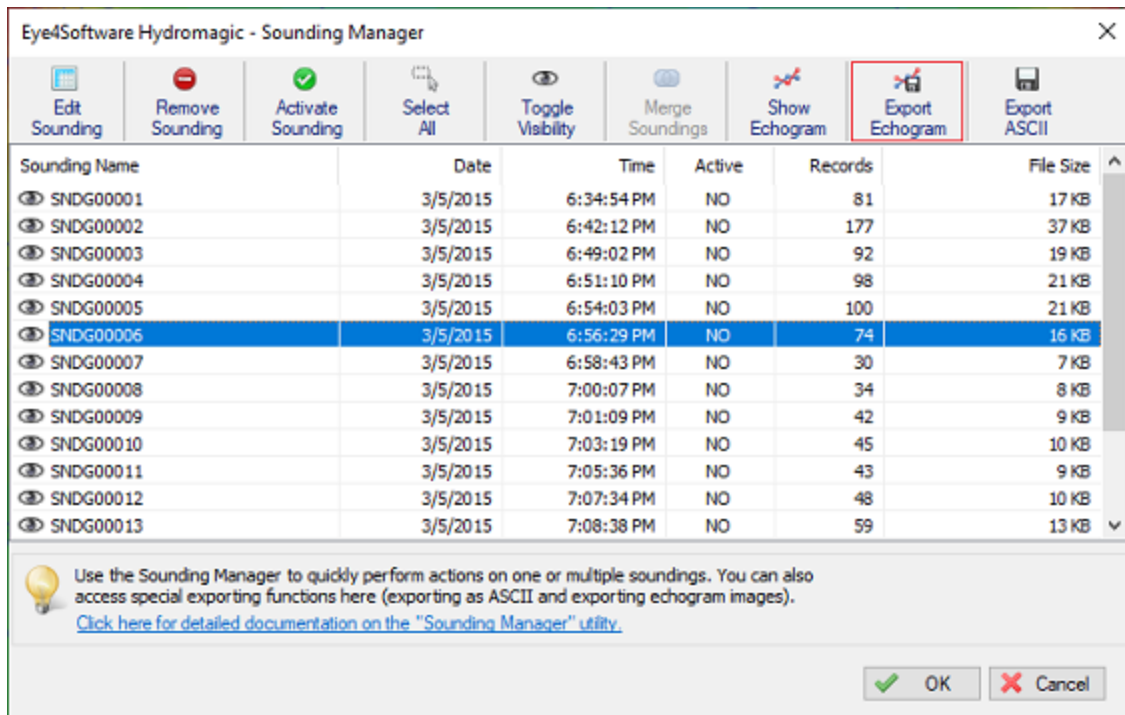 Eye4Software Hydromagic - Sounding Manager
Edit Sounding Remove Sounding Activate Sounding Select All Toggle Visibility Merge Soundings Show Echogram Export Echogram Export ASCII
Sounding Name Date Time Active Records File Size
SNDG00001 3/5/2015 6:34:54 PM NO 81 17 KB
SNDG00002 3/5/2015 6:42:12 PM NO 177 37 KB
SNDG00003 3/5/2015 6:49:02 PM NO 92 19 KB
SNDG00004 3/5/2015 6:51:10 PM NO 98 21 KB
SNDG00005 3/5/2015 6:54:03 PM NO 100 21 KB
SNDG00006 3/5/2015 6:56:29 PM NO 74 16 KB
SNDG00007 3/5/2015 6:58:43 PM NO 30 7 KB
SNDG00008 3/5/2015 7:00:07 PM NO 34 8 KB
SNDG00009 3/5/2015 7:01:09 PM NO 42 9 KB
SNDG00010 3/5/2015 7:03:19 PM NO 45 10 KB
SNDG00011 3/5/2015 7:05:36 PM NO 43 9 KB
SNDG00012 3/5/2015 7:07:34 PM NO 48 10 KB
SNDG00013 3/5/2015 7:08:38 PM NO 59 13 KB
Use the Sounding Manager to quickly perform actions on one or multiple soundings. You can also
access special exporting functions here (exporting as ASCII and exporting echogram images).
Click here for detailed documentation on the "Sounding Manager" utility.
OK Cancel